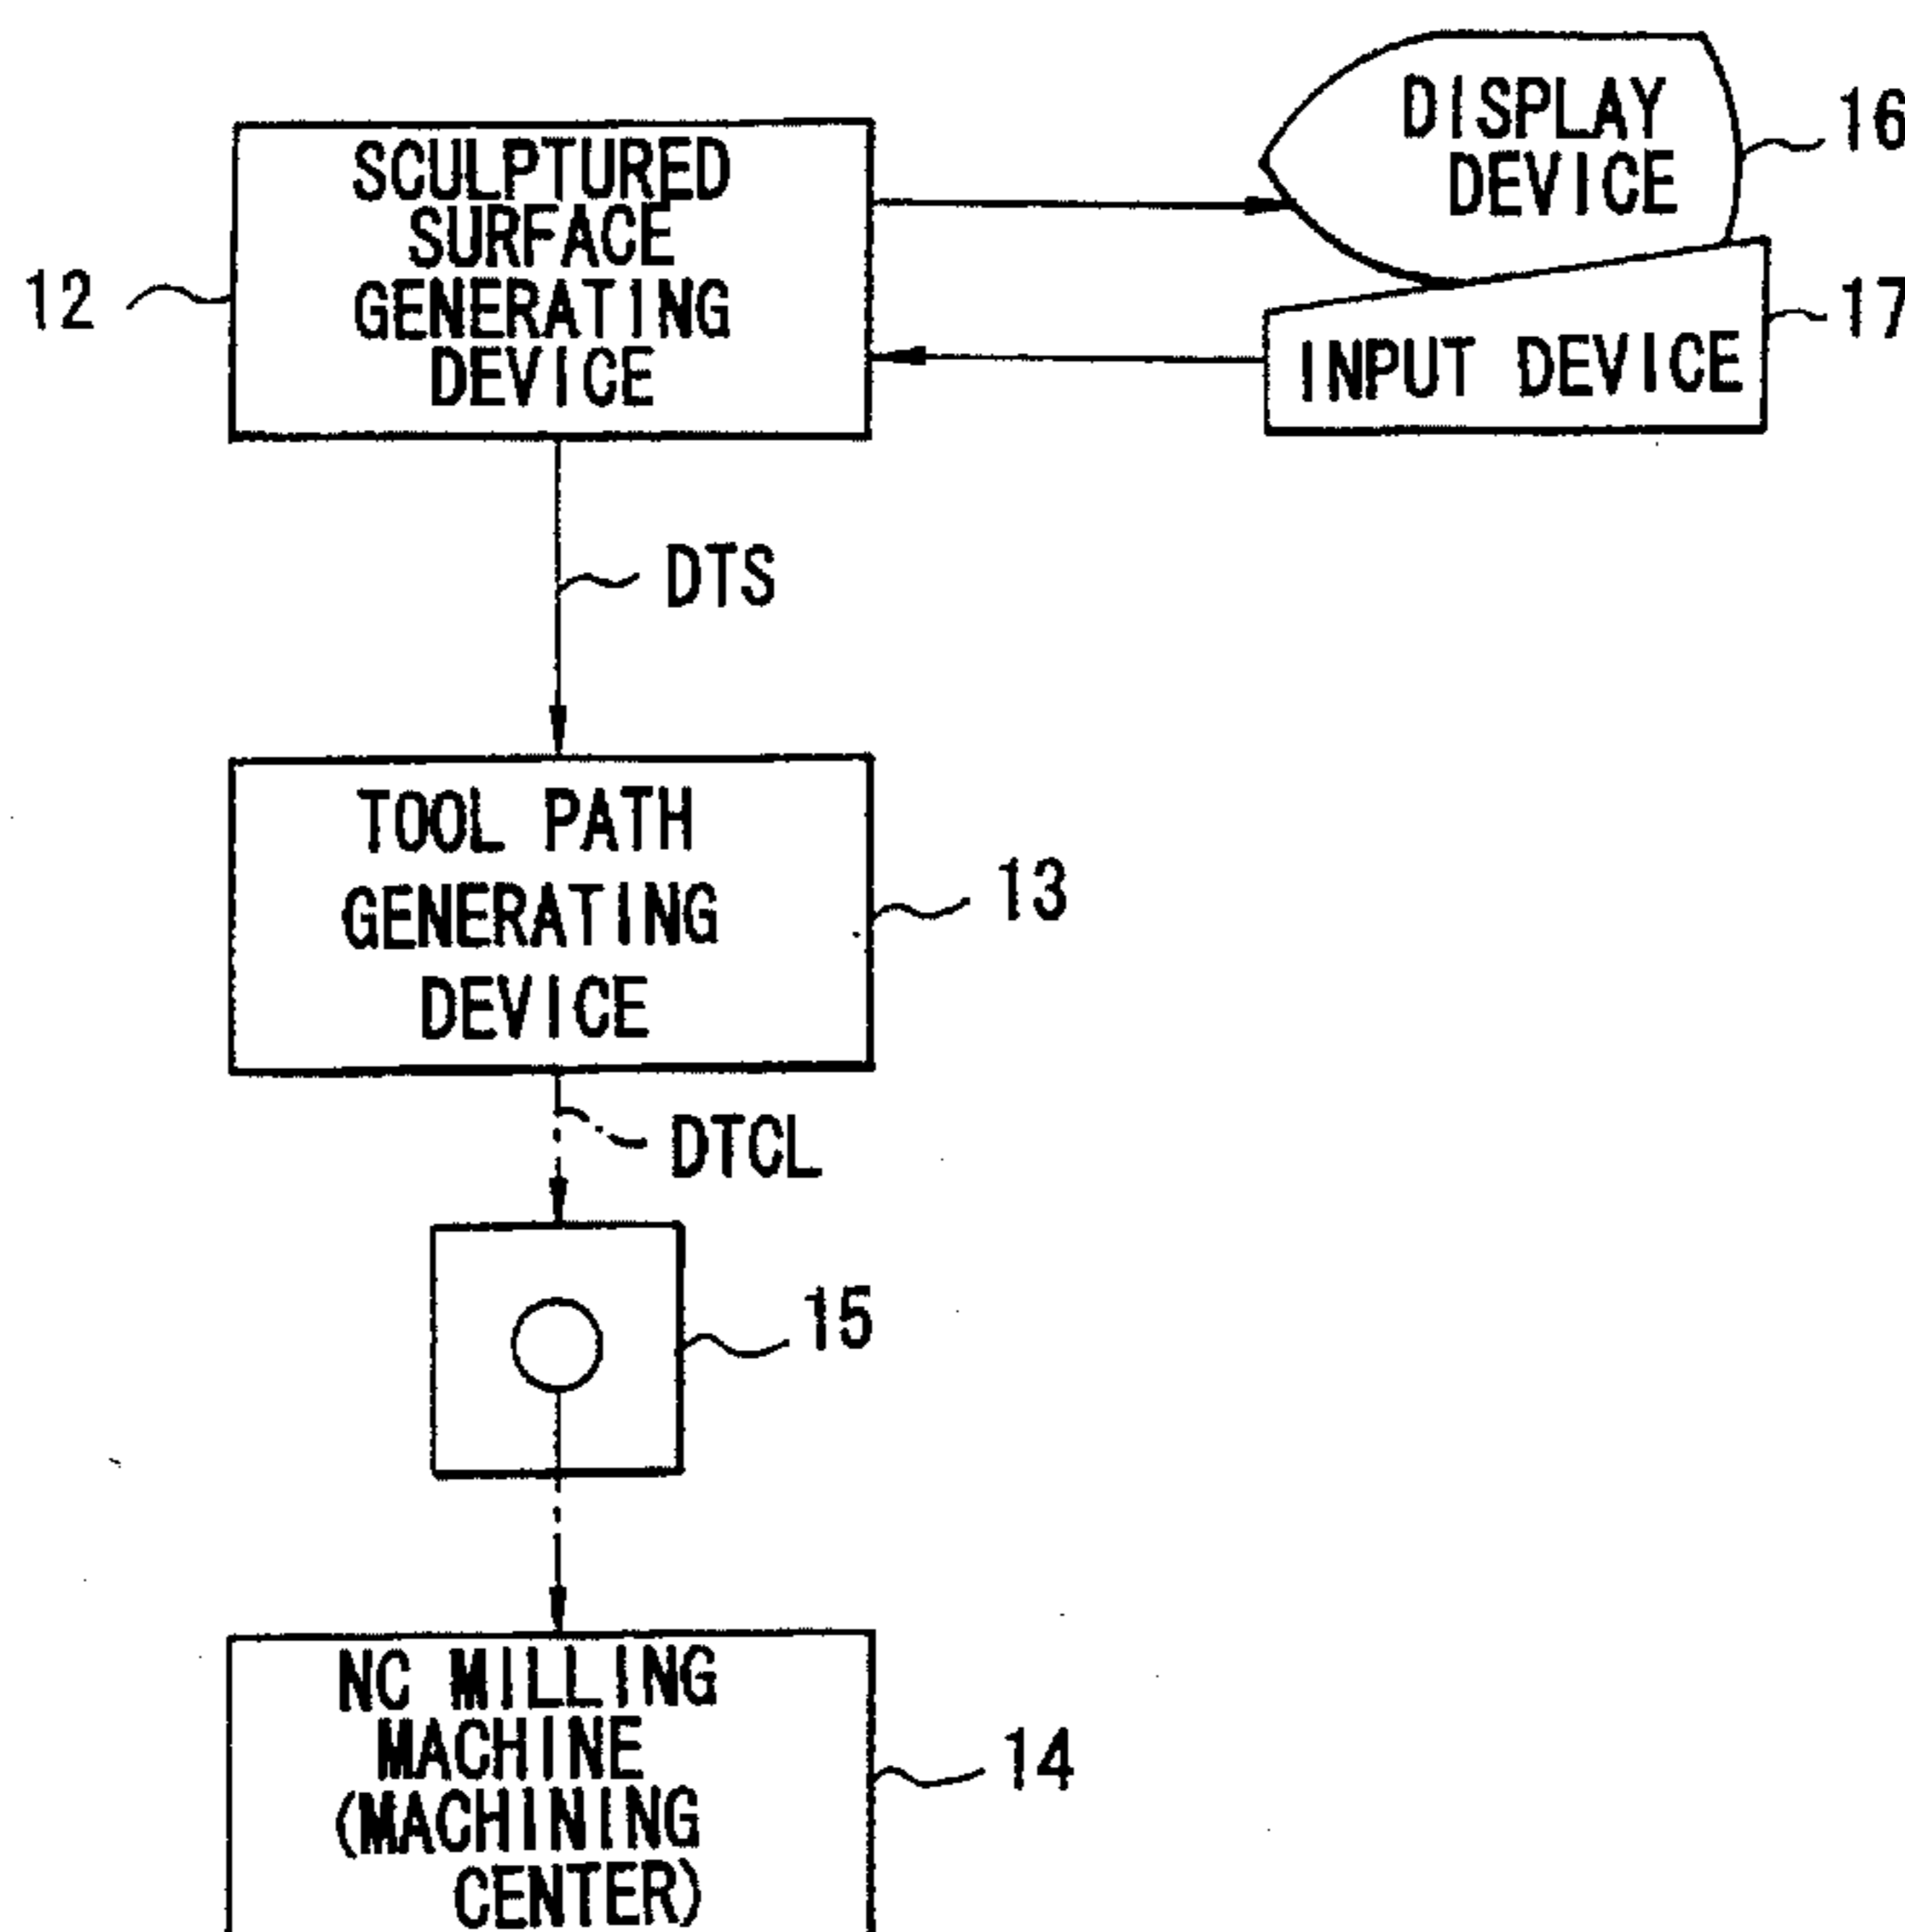 DISPLAY
DEVICE
16
SCULPTURED
SURFACE
GENERATING
DEVICE
12
INPUT DEVICE
17
DTS
TOOL PATH
GENERATING
DEVICE
13
DTCL
15
NC MILLING
MACHINE
(MACHINING
CENTER)
14